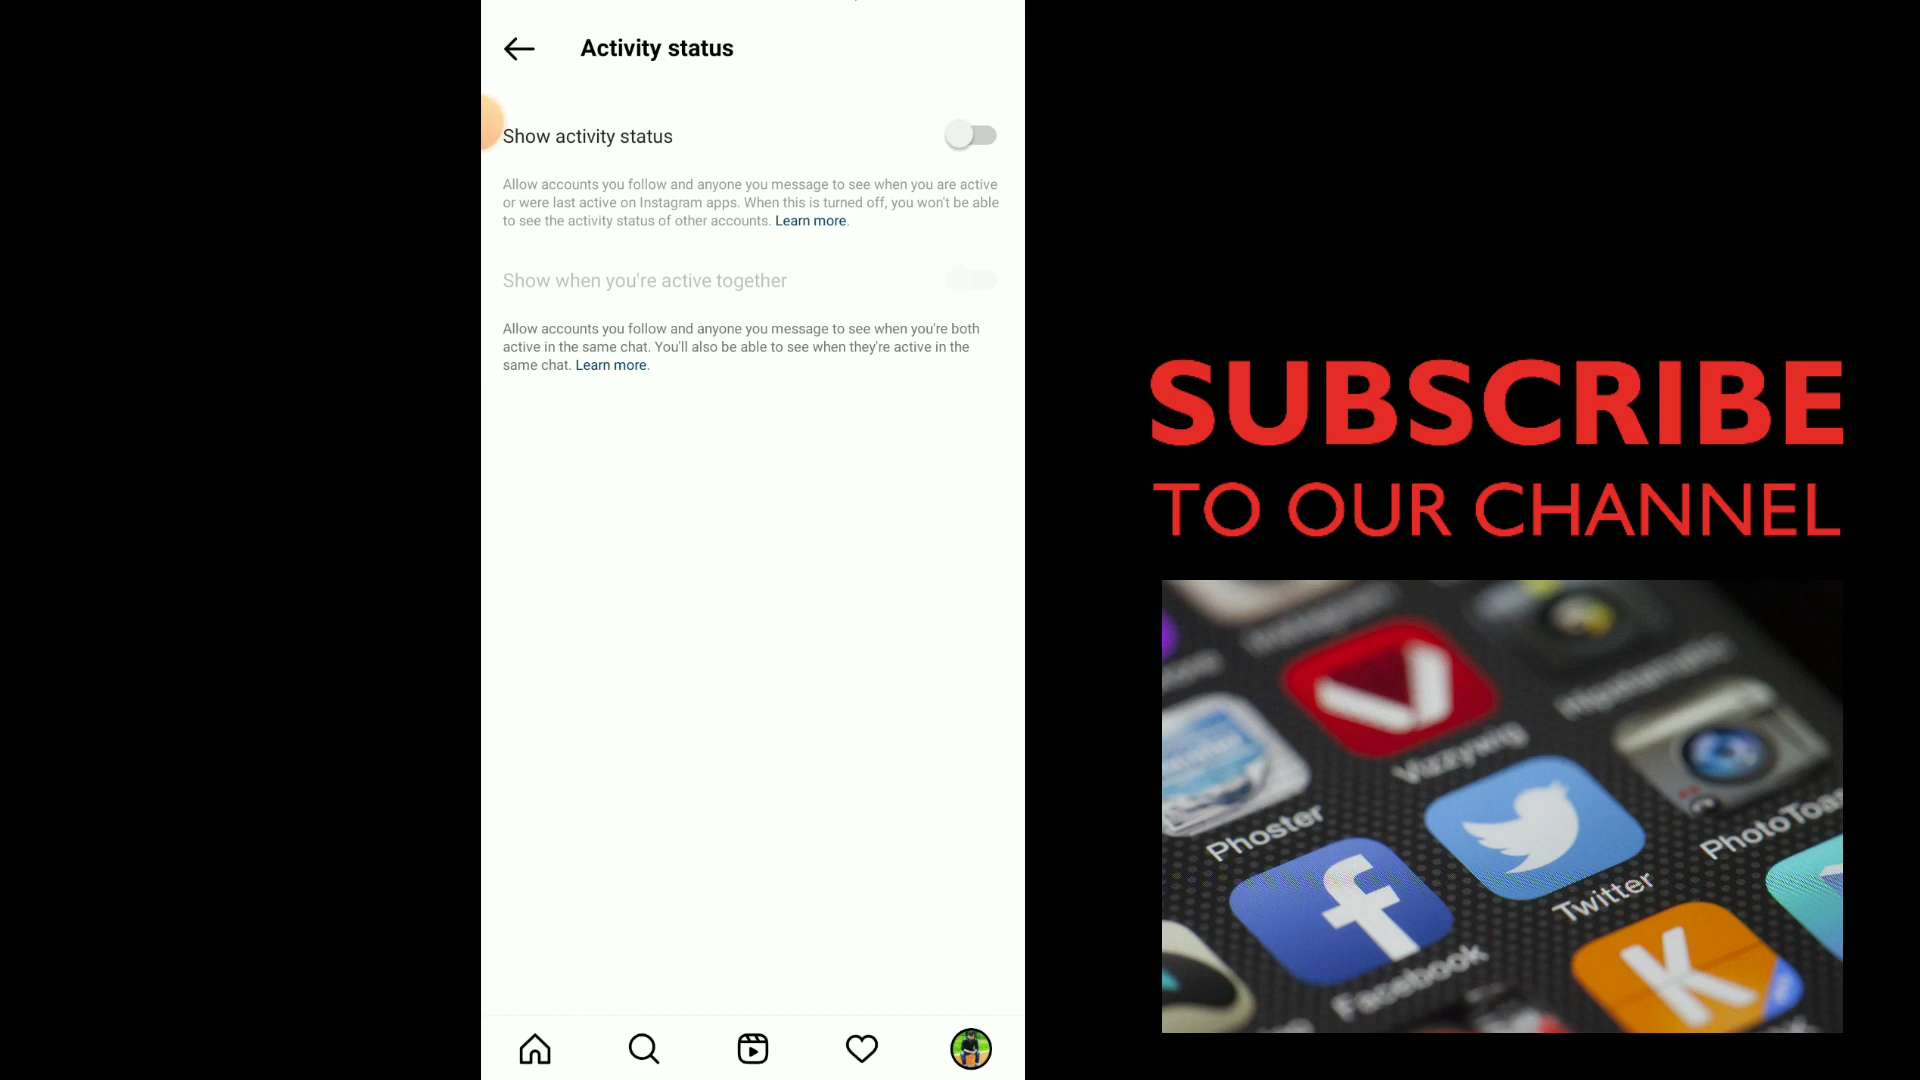 Activity status
Show activity status
Allow accounts you follow and anyone you message to see when you are active
or were last active on Instagram apps. When this is turned off, you won't be able
to see the activity status of other accounts. Learn more.
Show when you're active together
Allow accounts you follow and anyone you message to see when you're both
active in the same chat. You'll also be able to see when they're active in the
same chat. Learn more.
SUBSCRIBE
TO OUR CHANNEL
Vizzywig
Phoster
Twitter
Facebook